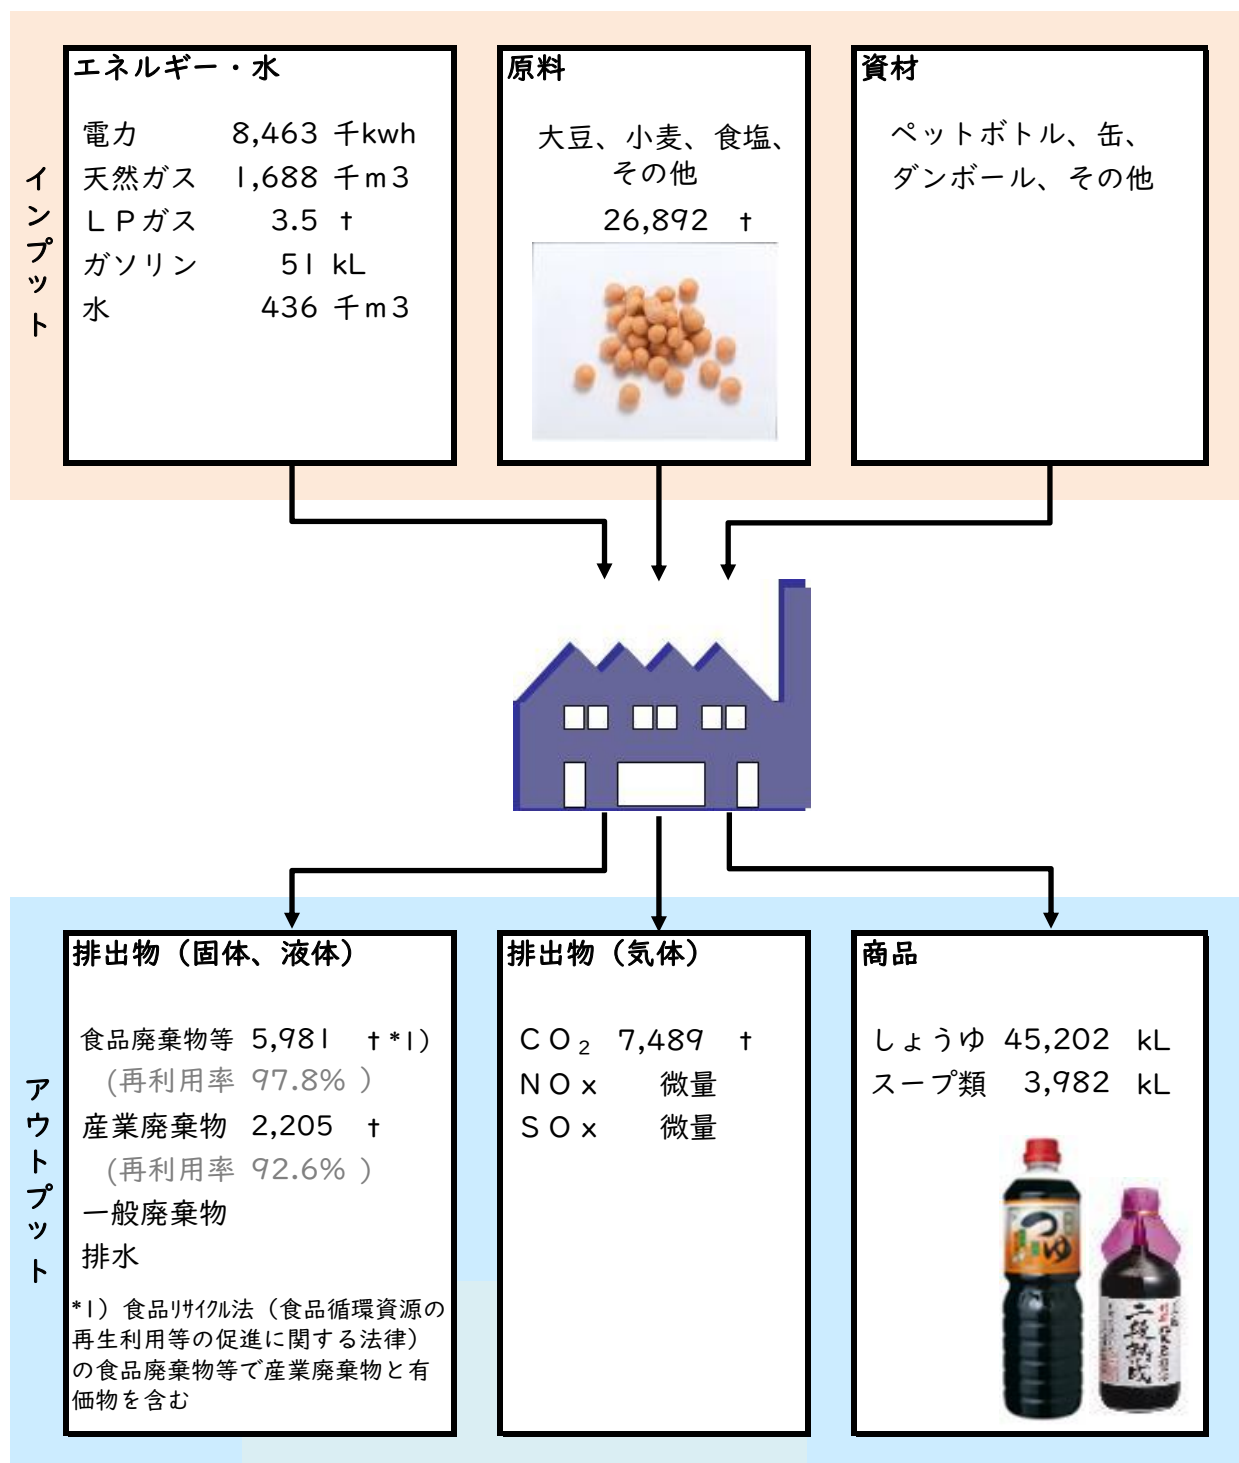 インプット
エネルギー・水
電力 8,463 千kwh
天然ガス 1,688 千m3
LPガス 3.5 t
ガソリン 51 kL
水 436 千m3
原料
大豆、小麦、食塩、
その他
26,892 t
資材
ペットボトル、缶、
ダンボール、その他
アウトプット
排出物（固体、液体）
食品廃棄物等 5,981 t *1)
(再利用率 97.8% )
産業廃棄物 2,205 t
(再利用率 92.6% )
一般廃棄物
排水
*1）食品ﾘｻｲｸﾙ法（食品循環資源の
再生利用等の促進に関する法律）
の食品廃棄物等で産業廃棄物と有
価物を含む
排出物（気体）
CO₂ 7,489 t
NOx 微量
SOx 微量
商品
しょうゆ 45,202 kL
スープ類 3,982 kL
つゆ
二段熟成